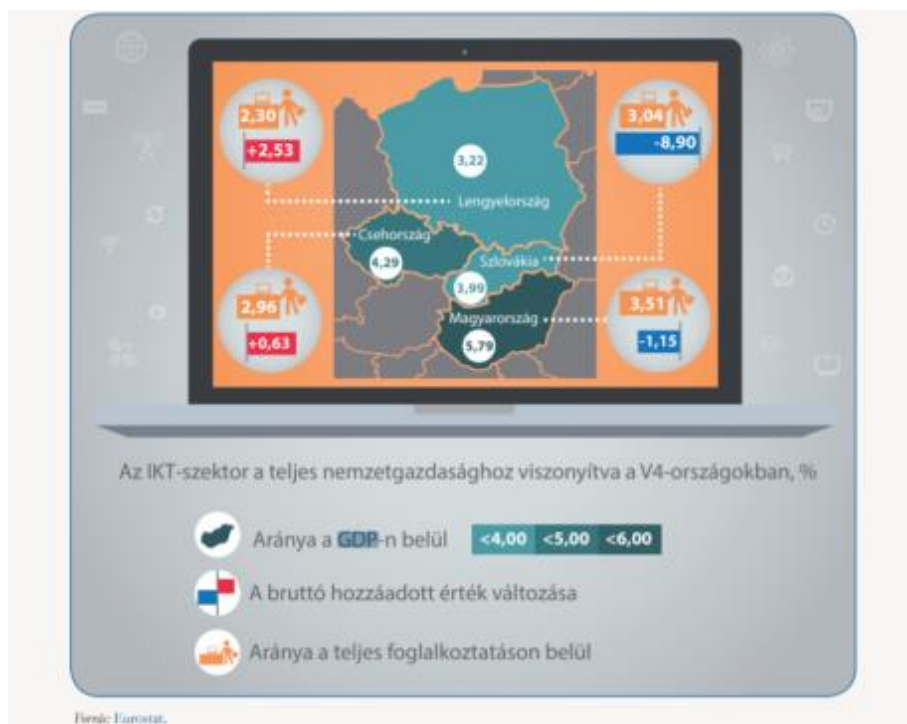 2,30
+2,53
3,04
-8,90
3,22
Lengyelország
Csehország
4,29
Szlovákia
3,99
Magyarország
5,79
2,96
+0,63
3,51
-1,15
Az IKT-szektor a teljes nemzetgazdasághoz viszonyítva a V4-országokban, %
Aránya a GDP-n belül <4,00 <5,00 <6,00
A bruttó hozzáadott érték változása
Aránya a teljes foglalkoztatáson belül
Forrás: Eurostat.